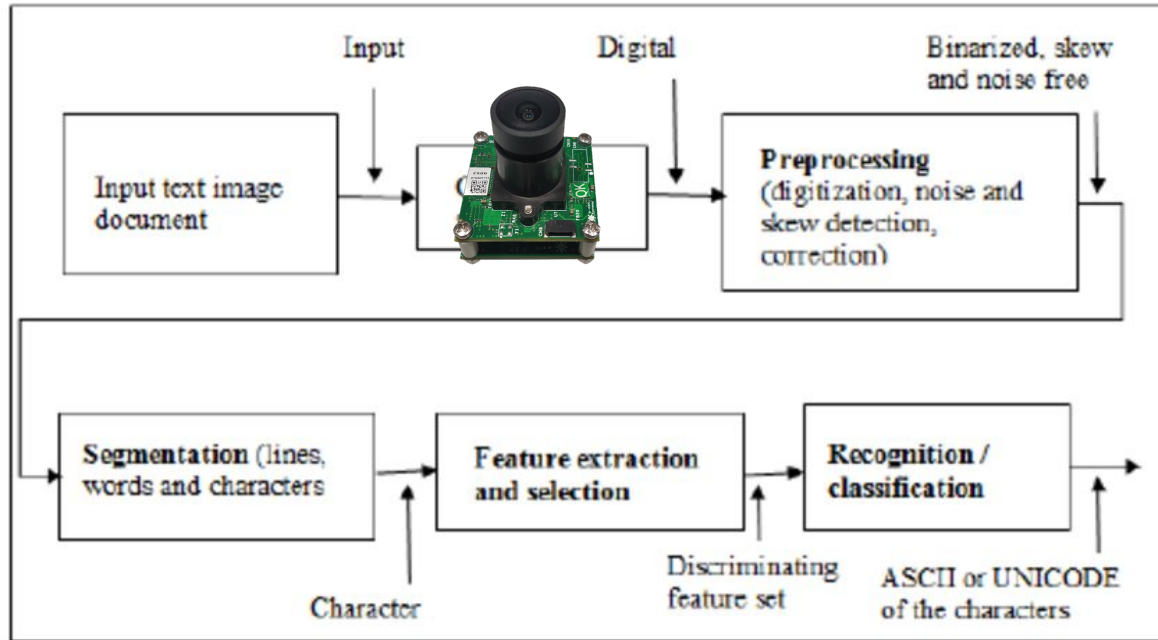 Input
Digital
Binarized, skew
and noise free
Input text image
document
OK
Preprocessing
(digitization, noise and
skew detection,
correction)
Segmentation (lines,
words and characters
Feature extraction
and selection
Recognition /
classification
Character
Discriminating
feature set
ASCII or UNICODE
of the characters